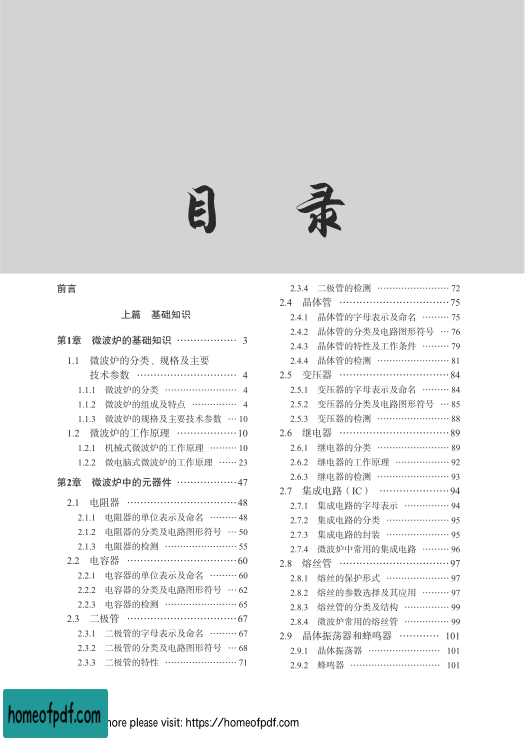 目 录
前言
上篇 基础知识
第1章 微波炉的基础知识 ……………… 3
1.1 微波炉的分类、规格及主要
技术参数 ……………………… 4
1.1.1 微波炉的分类 …………………… 4
1.1.2 微波炉的组成及特点 …………… 4
1.1.3 微波炉的规格及主要技术参数 … 10
1.2 微波炉的工作原理 ……………… 10
1.2.1 机械式微波炉的工作原理 ……… 10
1.2.2 微电脑式微波炉的工作原理 …… 23
第2章 微波炉中的元器件 ……………… 47
2.1 电阻器 …………………………… 48
2.1.1 电阻器的单位表示及命名 ……… 48
2.1.2 电阻器的分类及电路图形符号 … 50
2.1.3 电阻器的检测 …………………… 55
2.2 电容器 …………………………… 60
2.2.1 电容器的单位表示及命名 ……… 60
2.2.2 电容器的分类及电路图形符号 … 62
2.2.3 电容器的检测 …………………… 65
2.3 二极管 …………………………… 67
2.3.1 二极管的字母表示及命名 ……… 67
2.3.2 二极管的分类及电路图形符号 … 68
2.3.3 二极管的特性 …………………… 71
2.3.4 二极管的检测 …………………… 72
2.4 晶体管 …………………………… 75
2.4.1 晶体管的字母表示及命名 ……… 75
2.4.2 晶体管的分类及电路图形符号 … 76
2.4.3 晶体管的特性及工作条件 ……… 79
2.4.4 晶体管的检测 …………………… 81
2.5 变压器 …………………………… 84
2.5.1 变压器的字母表示及命名 ……… 84
2.5.2 变压器的分类及电路图形符号 … 85
2.5.3 变压器的检测 …………………… 88
2.6 继电器 …………………………… 89
2.6.1 继电器的分类 …………………… 89
2.6.2 继电器的工作原理 ……………… 92
2.6.3 继电器的检测 …………………… 93
2.7 集成电路（IC） ………………… 94
2.7.1 集成电路的字母表示 …………… 94
2.7.2 集成电路的分类 ………………… 95
2.7.3 集成电路的封装 ………………… 95
2.7.4 微波炉中常用的集成电路 ……… 96
2.8 熔丝管 …………………………… 97
2.8.1 熔丝的保护形式 ………………… 97
2.8.2 熔丝的参数选择及其应用 ……… 97
2.8.3 熔丝管的分类及结构 …………… 99
2.8.4 微波炉常用的熔丝管 …………… 99
2.9 晶体振荡器和蜂鸣器 ………… 101
2.9.1 晶体振荡器 …………………… 101
2.9.2 蜂鸣器 ………………………… 101
homeofpdf.com
ore please visit: https://homeofpdf.com